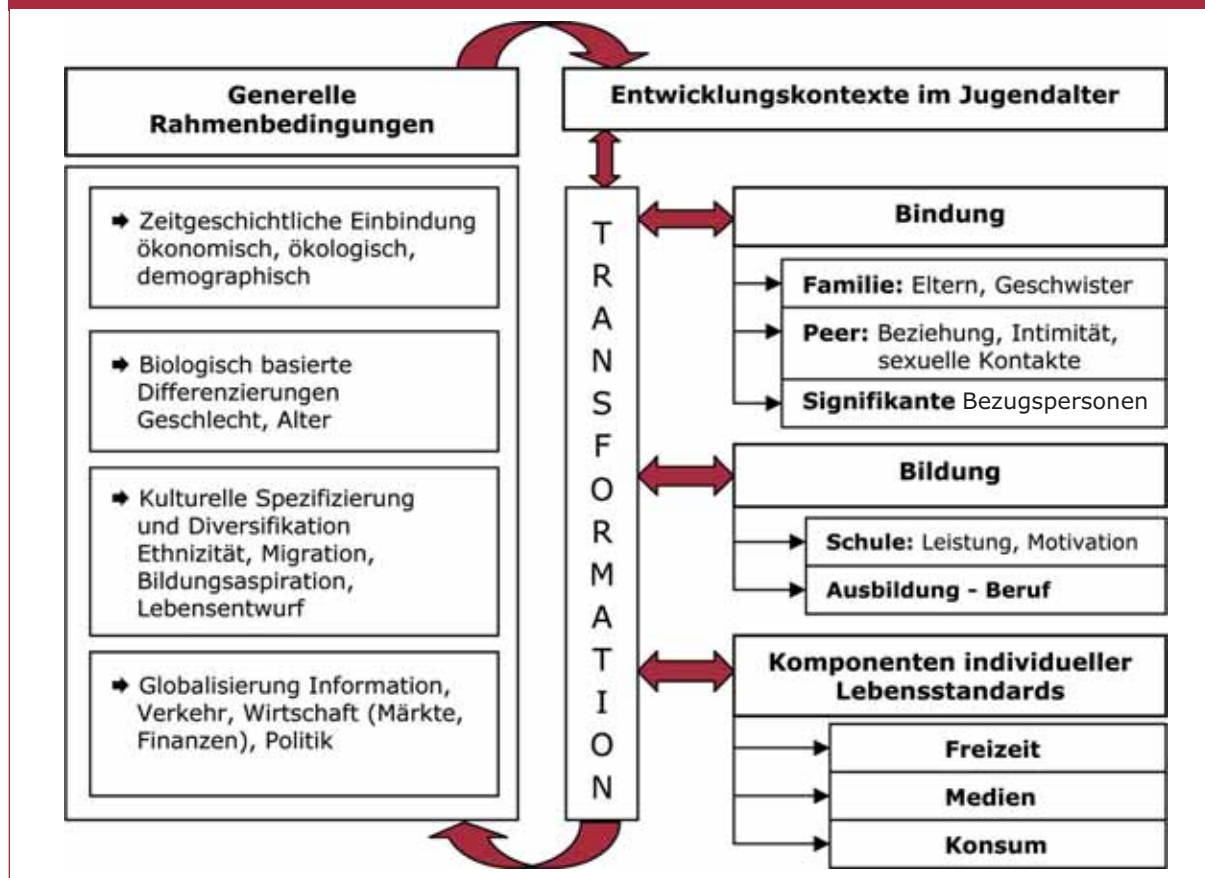 Generelle
Rahmenbedingungen
➡ Zeitgeschichtliche Einbindung
ökonomisch, ökologisch,
demographisch
➡ Biologisch basierte
Differenzierungen
Geschlecht, Alter
➡ Kulturelle Spezifizierung
und Diversifikation
Ethnizität, Migration,
Bildungsaspiration,
Lebensentwurf
➡ Globalisierung Information,
Verkehr, Wirtschaft (Märkte,
Finanzen), Politik
Entwicklungskontexte im Jugendalter
T
R
A
N
S
F
O
R
M
A
T
I
O
N
Bindung
Familie: Eltern, Geschwister
Peer: Beziehung, Intimität,
sexuelle Kontakte
Signifikante Bezugspersonen
Bildung
Schule: Leistung, Motivation
Ausbildung - Beruf
Komponenten individueller
Lebensstandards
Freizeit
Medien
Konsum